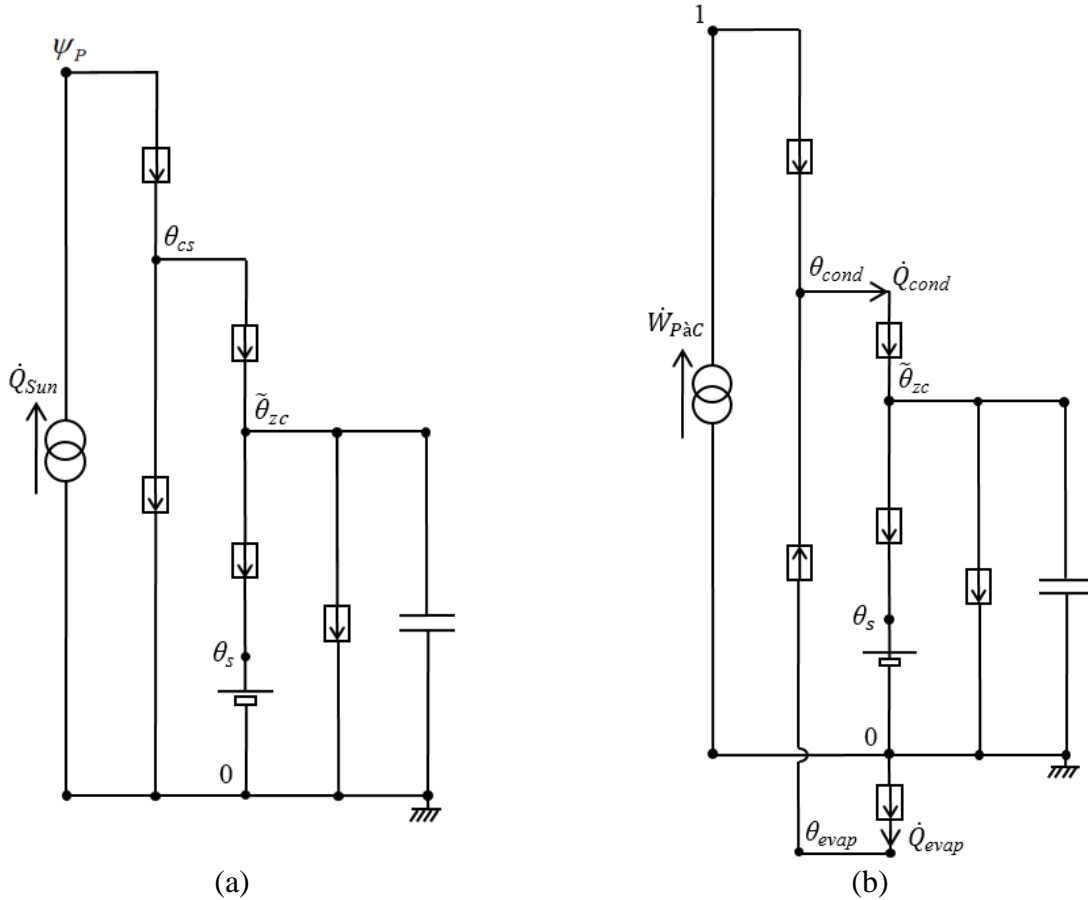 ψ_P
θ_cs
Q̇_Sun
θ̃_zc
θ_s
0
(a)
1
θ_cond
Q̇_cond
Ẇ_PàC
θ̃_zc
θ_s
0
θ_evap
Q̇_evap
(b)